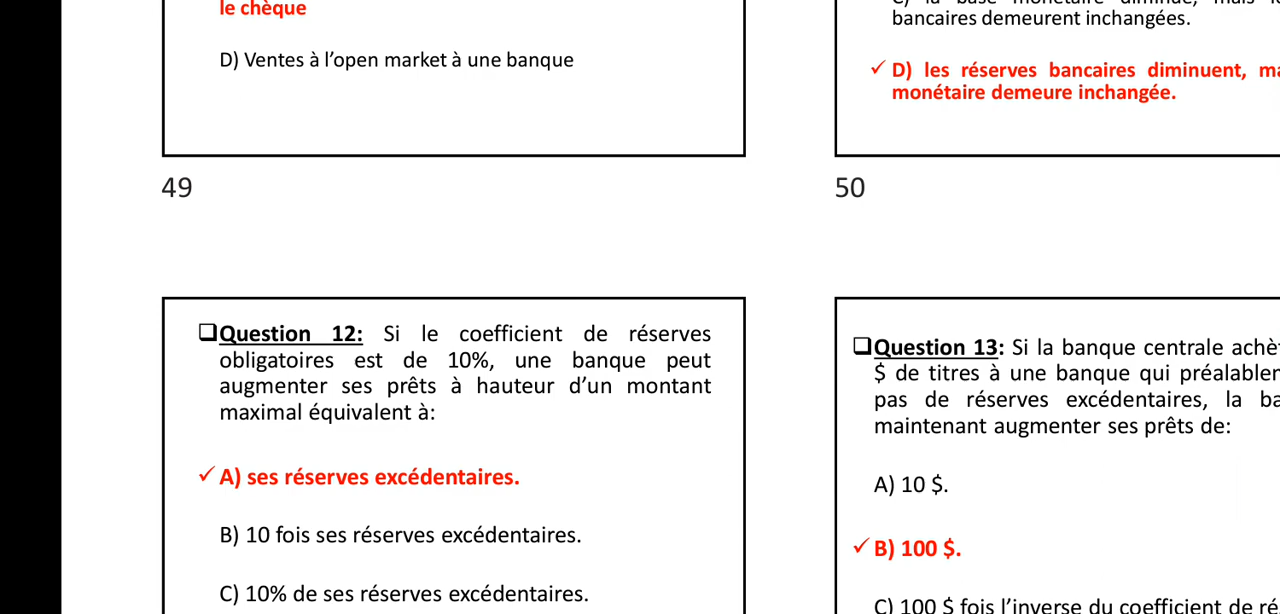 le chèque
D) Ventes à l'open market à une banque
49
bancaires demeurent inchangées.
✓ D) les réserves bancaires diminuent,
monétaire demeure inchangée.
50
❑Question 12: Si le coefficient de réserves
obligatoires est de 10%, une banque peut
augmenter ses prêts à hauteur d'un montant
maximal équivalent à:
✓ A) ses réserves excédentaires.
B) 10 fois ses réserves excédentaires.
C) 10% de ses réserves excédentaires.
❑Question 13: Si la banque centrale
$ de titres à une banque qui
pas de réserves excédentaires, la
maintenant augmenter ses prêts de:
A) 10 $.
✓ B) 100 $.
C) 100 $ fois l'inverse du coefficient de